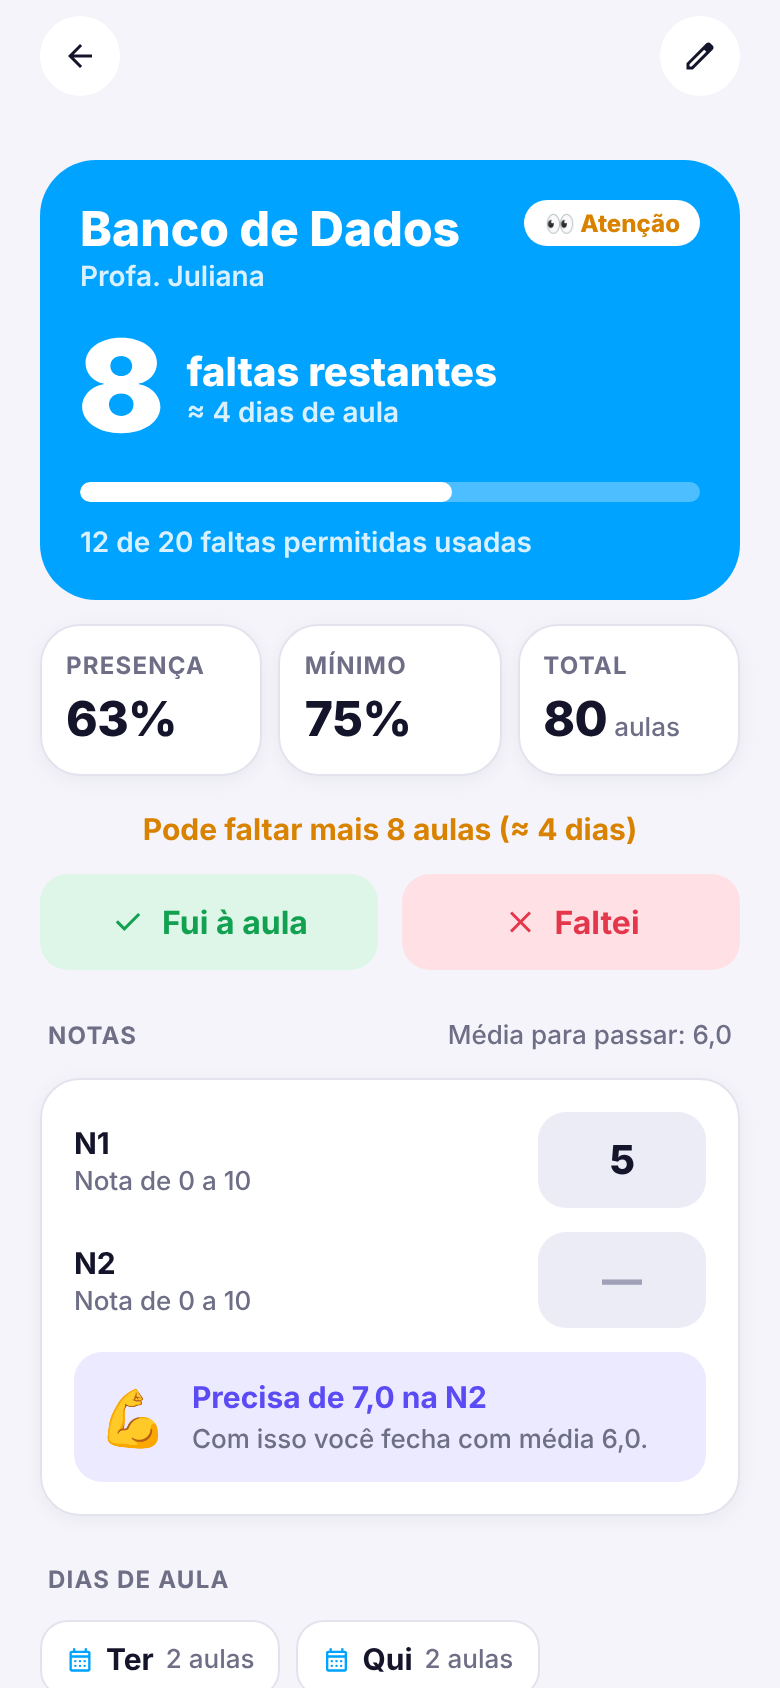 Banco de Dados
👀 Atenção
Profa. Juliana
8 faltas restantes
≈ 4 dias de aula
12 de 20 faltas permitidas usadas
PRESENÇA
63%
MÍNIMO
75%
TOTAL
80 aulas
Pode faltar mais 8 aulas (≈ 4 dias)
Fui à aula
Faltei
NOTAS
Média para passar: 6,0
N1
Nota de 0 a 10
5
N2
Nota de 0 a 10
—
Precisa de 7,0 na N2
Com isso você fecha com média 6,0.
DIAS DE AULA
Ter 2 aulas
Qui 2 aulas